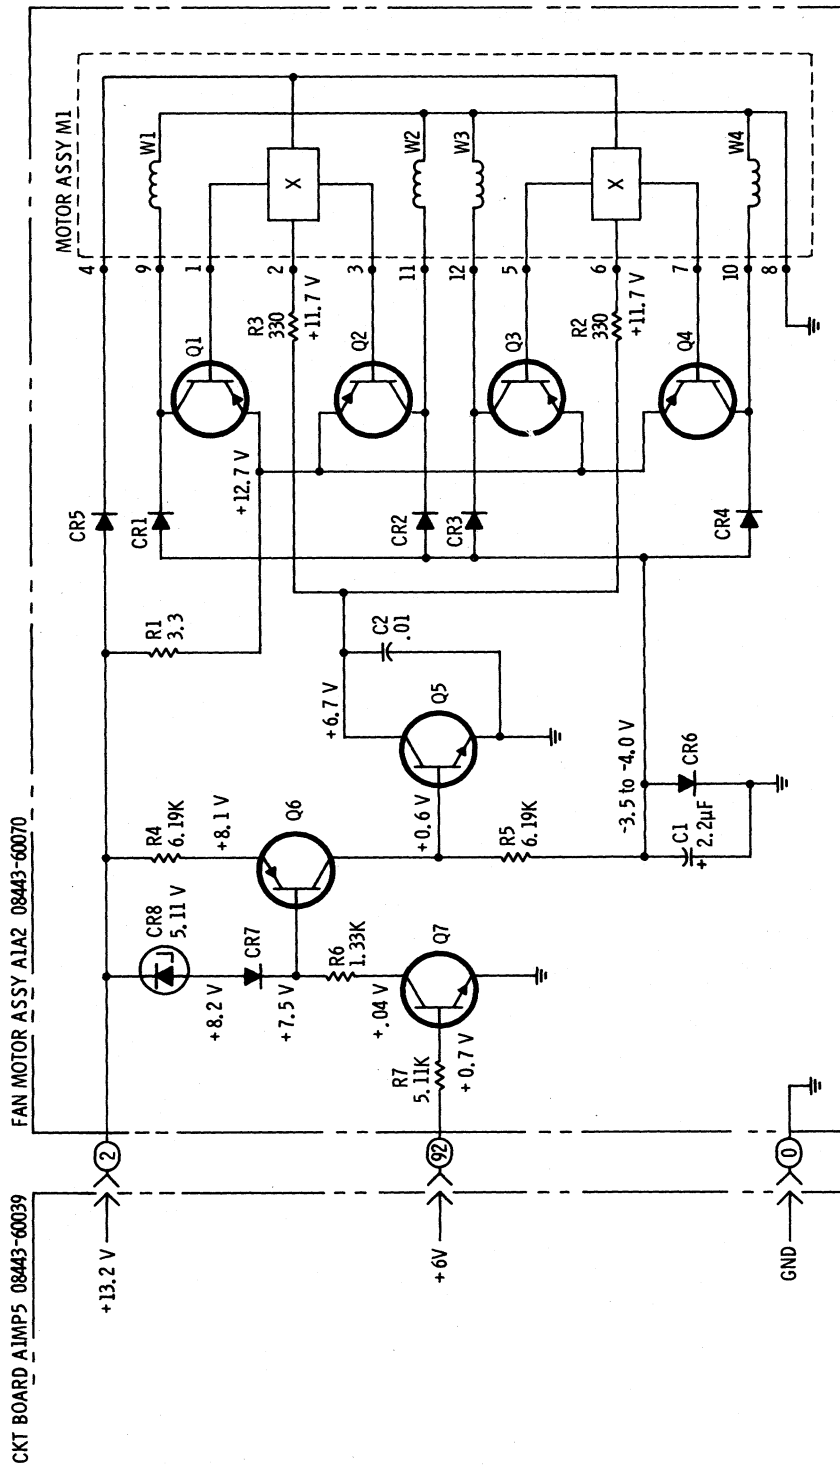 CKT BOARD A1MP5 08443-60039
FAN MOTOR ASSY A1A2 08443-60070
MOTOR ASSY M1
+13.2 V
2
+6V
92
GND
0
CR8
5.11 V
+8.2 V
CR7
+7.5 V
R6
1.33K
+.04 V
Q7
R7
5.11K
+0.7 V
R4
6.19K
+8.1 V
Q6
+0.6 V
R5
6.19K
-3.5 to -4.0 V
C1
+ 2.2µF
CR6
Q5
+6.7 V
C2
.01
R1
3.3
CR5
CR1
+12.7 V
CR2
CR3
CR4
Q1
R3
330
+11.7 V
Q2
Q3
R2
330
+11.7 V
Q4
4
9
1
2
3
11
12
5
6
7
10
8
W1
X
W2
W3
X
W4